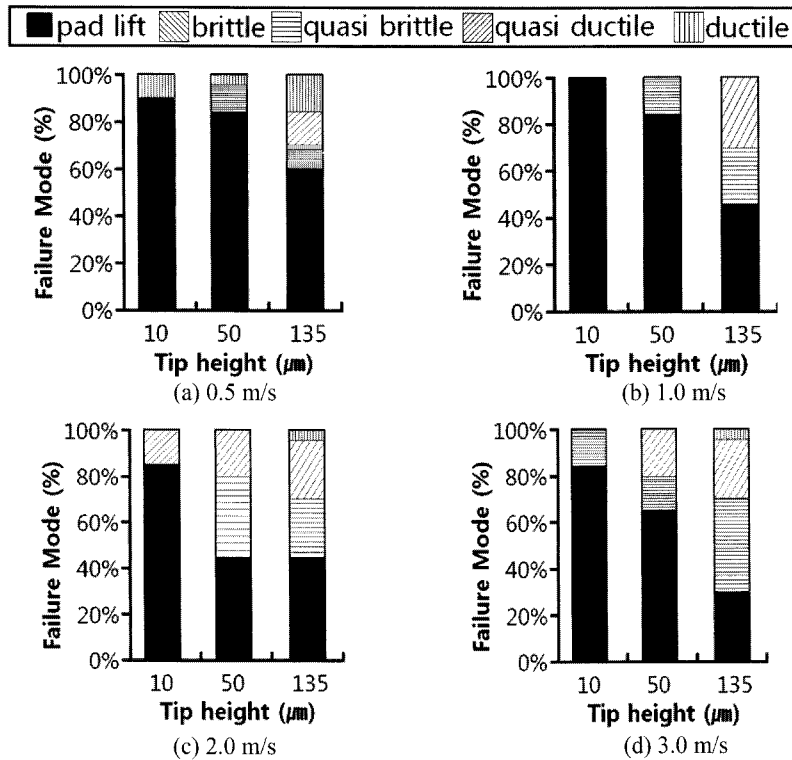 pad lift brittle quasi brittle quasi ductile ductile
100%
80%
60%
40%
20%
0%
Failure Mode (%)
10 50 135
Tip height (㎛)
(a) 0.5 m/s
100%
80%
60%
40%
20%
0%
Failure Mode (%)
10 50 135
Tip height (㎛)
(b) 1.0 m/s
100%
80%
60%
40%
20%
0%
Failure Mode (%)
10 50 135
Tip height (㎛)
(c) 2.0 m/s
100%
80%
60%
40%
20%
0%
Failure Mode (%)
10 50 135
Tip height (㎛)
(d) 3.0 m/s